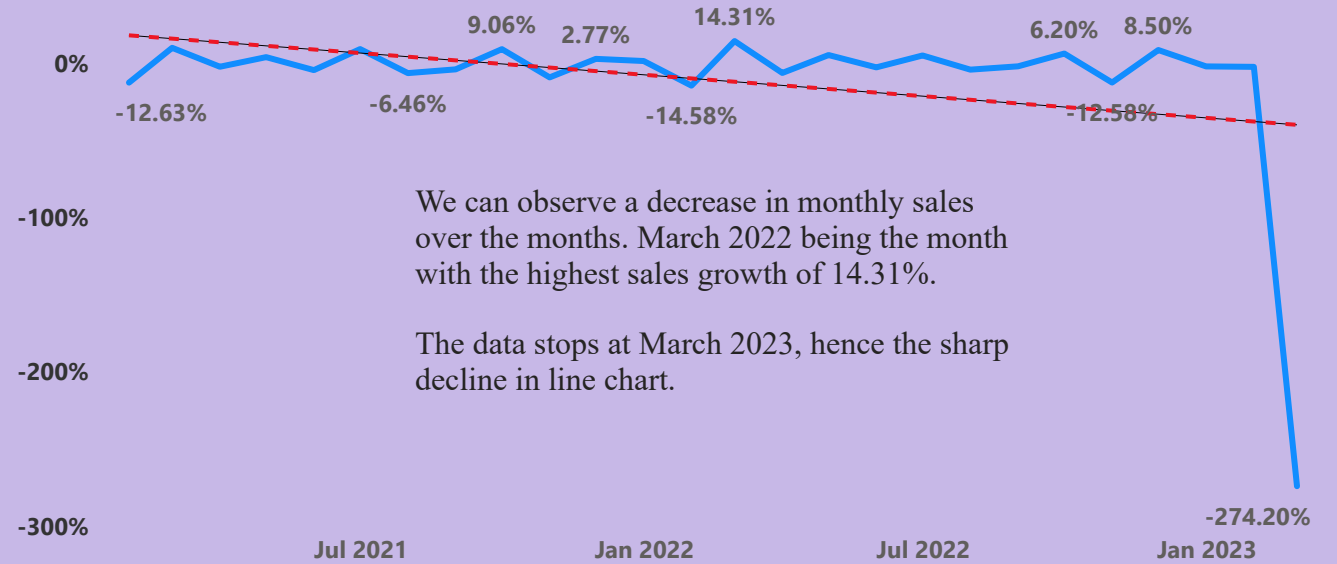 14.31%
9.06%
2.77%
6.20%
8.50%
0%
-12.63%
-6.46%
-14.58%
-12.58%
We can observe a decrease in monthly sales
over the months. March 2022 being the month
with the highest sales growth of 14.31%.
The data stops at March 2023, hence the sharp
decline in line chart.
-100%
-200%
-300%
-274.20%
Jul 2021
Jan 2022
Jul 2022
Jan 2023